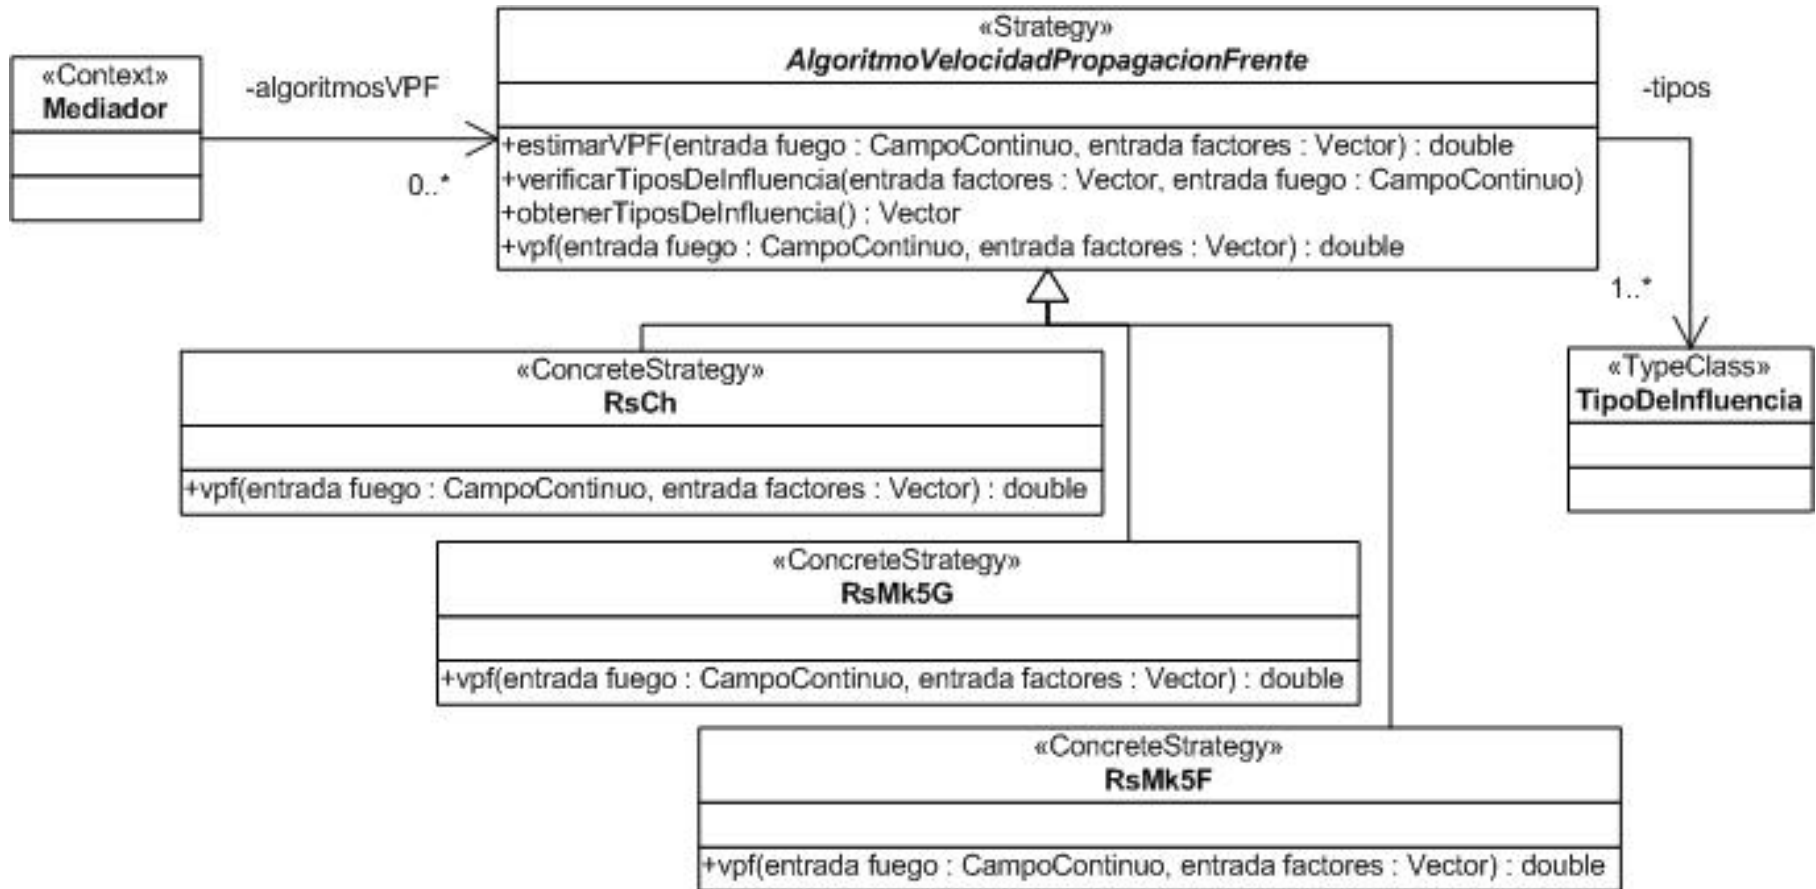 «Strategy»
AlgoritmoVelocidadPropagacionFrente
«Context»
Mediador
-algoritmosVPF
0..*
-tipos
1..*
+estimarVPF(entrada fuego : CampoContinuo, entrada factores : Vector) : double
+verificarTiposDeInfluencia(entrada factores : Vector, entrada fuego : CampoContinuo)
+obtenerTiposDeInfluencia() : Vector
+vpf(entrada fuego : CampoContinuo, entrada factores : Vector) : double
«TypeClass»
TipoDeInfluencia
«ConcreteStrategy»
RsCh
+vpf(entrada fuego : CampoContinuo, entrada factores : Vector) : double
«ConcreteStrategy»
RsMk5G
+vpf(entrada fuego : CampoContinuo, entrada factores : Vector) : double
«ConcreteStrategy»
RsMk5F
+vpf(entrada fuego : CampoContinuo, entrada factores : Vector) : double